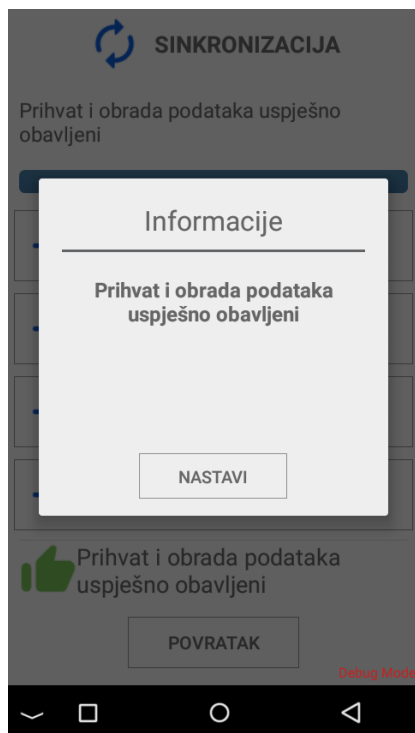 SINKRONIZACIJA
Prihvat i obrada podataka uspješno
obavljeni
Informacije
Prihvat i obrada podataka
uspješno obavljeni
NASTAVI
Prihvat i obrada podataka
uspješno obavljeni
POVRATAK
Debug Mode